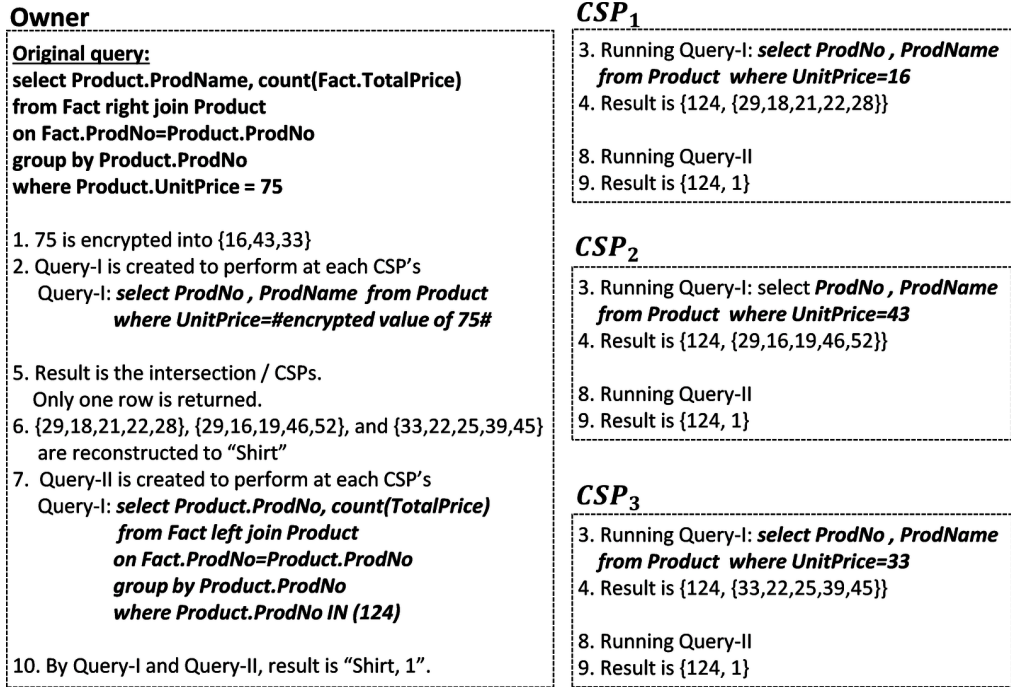 Owner
Original query:
select Product.ProdName, count(Fact.TotalPrice)
from Fact right join Product
on Fact.ProdNo=Product.ProdNo
group by Product.ProdNo
where Product.UnitPrice = 75
1. 75 is encrypted into {16,43,33}
2. Query-I is created to perform at each CSP's
Query-I: select ProdNo , ProdName from Product
where UnitPrice=#encrypted value of 75#
5. Result is the intersection / CSPs.
Only one row is returned.
6. {29,18,21,22,28}, {29,16,19,46,52}, and {33,22,25,39,45}
are reconstructed to "Shirt"
7. Query-II is created to perform at each CSP's
Query-I: select Product.ProdNo, count(TotalPrice)
from Fact left join Product
on Fact.ProdNo=Product.ProdNo
group by Product.ProdNo
where Product.ProdNo IN (124)
10. By Query-I and Query-II, result is "Shirt, 1".
CSP₁
3. Running Query-I: select ProdNo , ProdName
from Product where UnitPrice=16
4. Result is {124, {29,18,21,22,28}}
8. Running Query-II
9. Result is {124, 1}
CSP₂
3. Running Query-I: select ProdNo , ProdName
from Product where UnitPrice=43
4. Result is {124, {29,16,19,46,52}}
8. Running Query-II
9. Result is {124, 1}
CSP₃
3. Running Query-I: select ProdNo , ProdName
from Product where UnitPrice=33
4. Result is {124, {33,22,25,39,45}}
8. Running Query-II
9. Result is {124, 1}